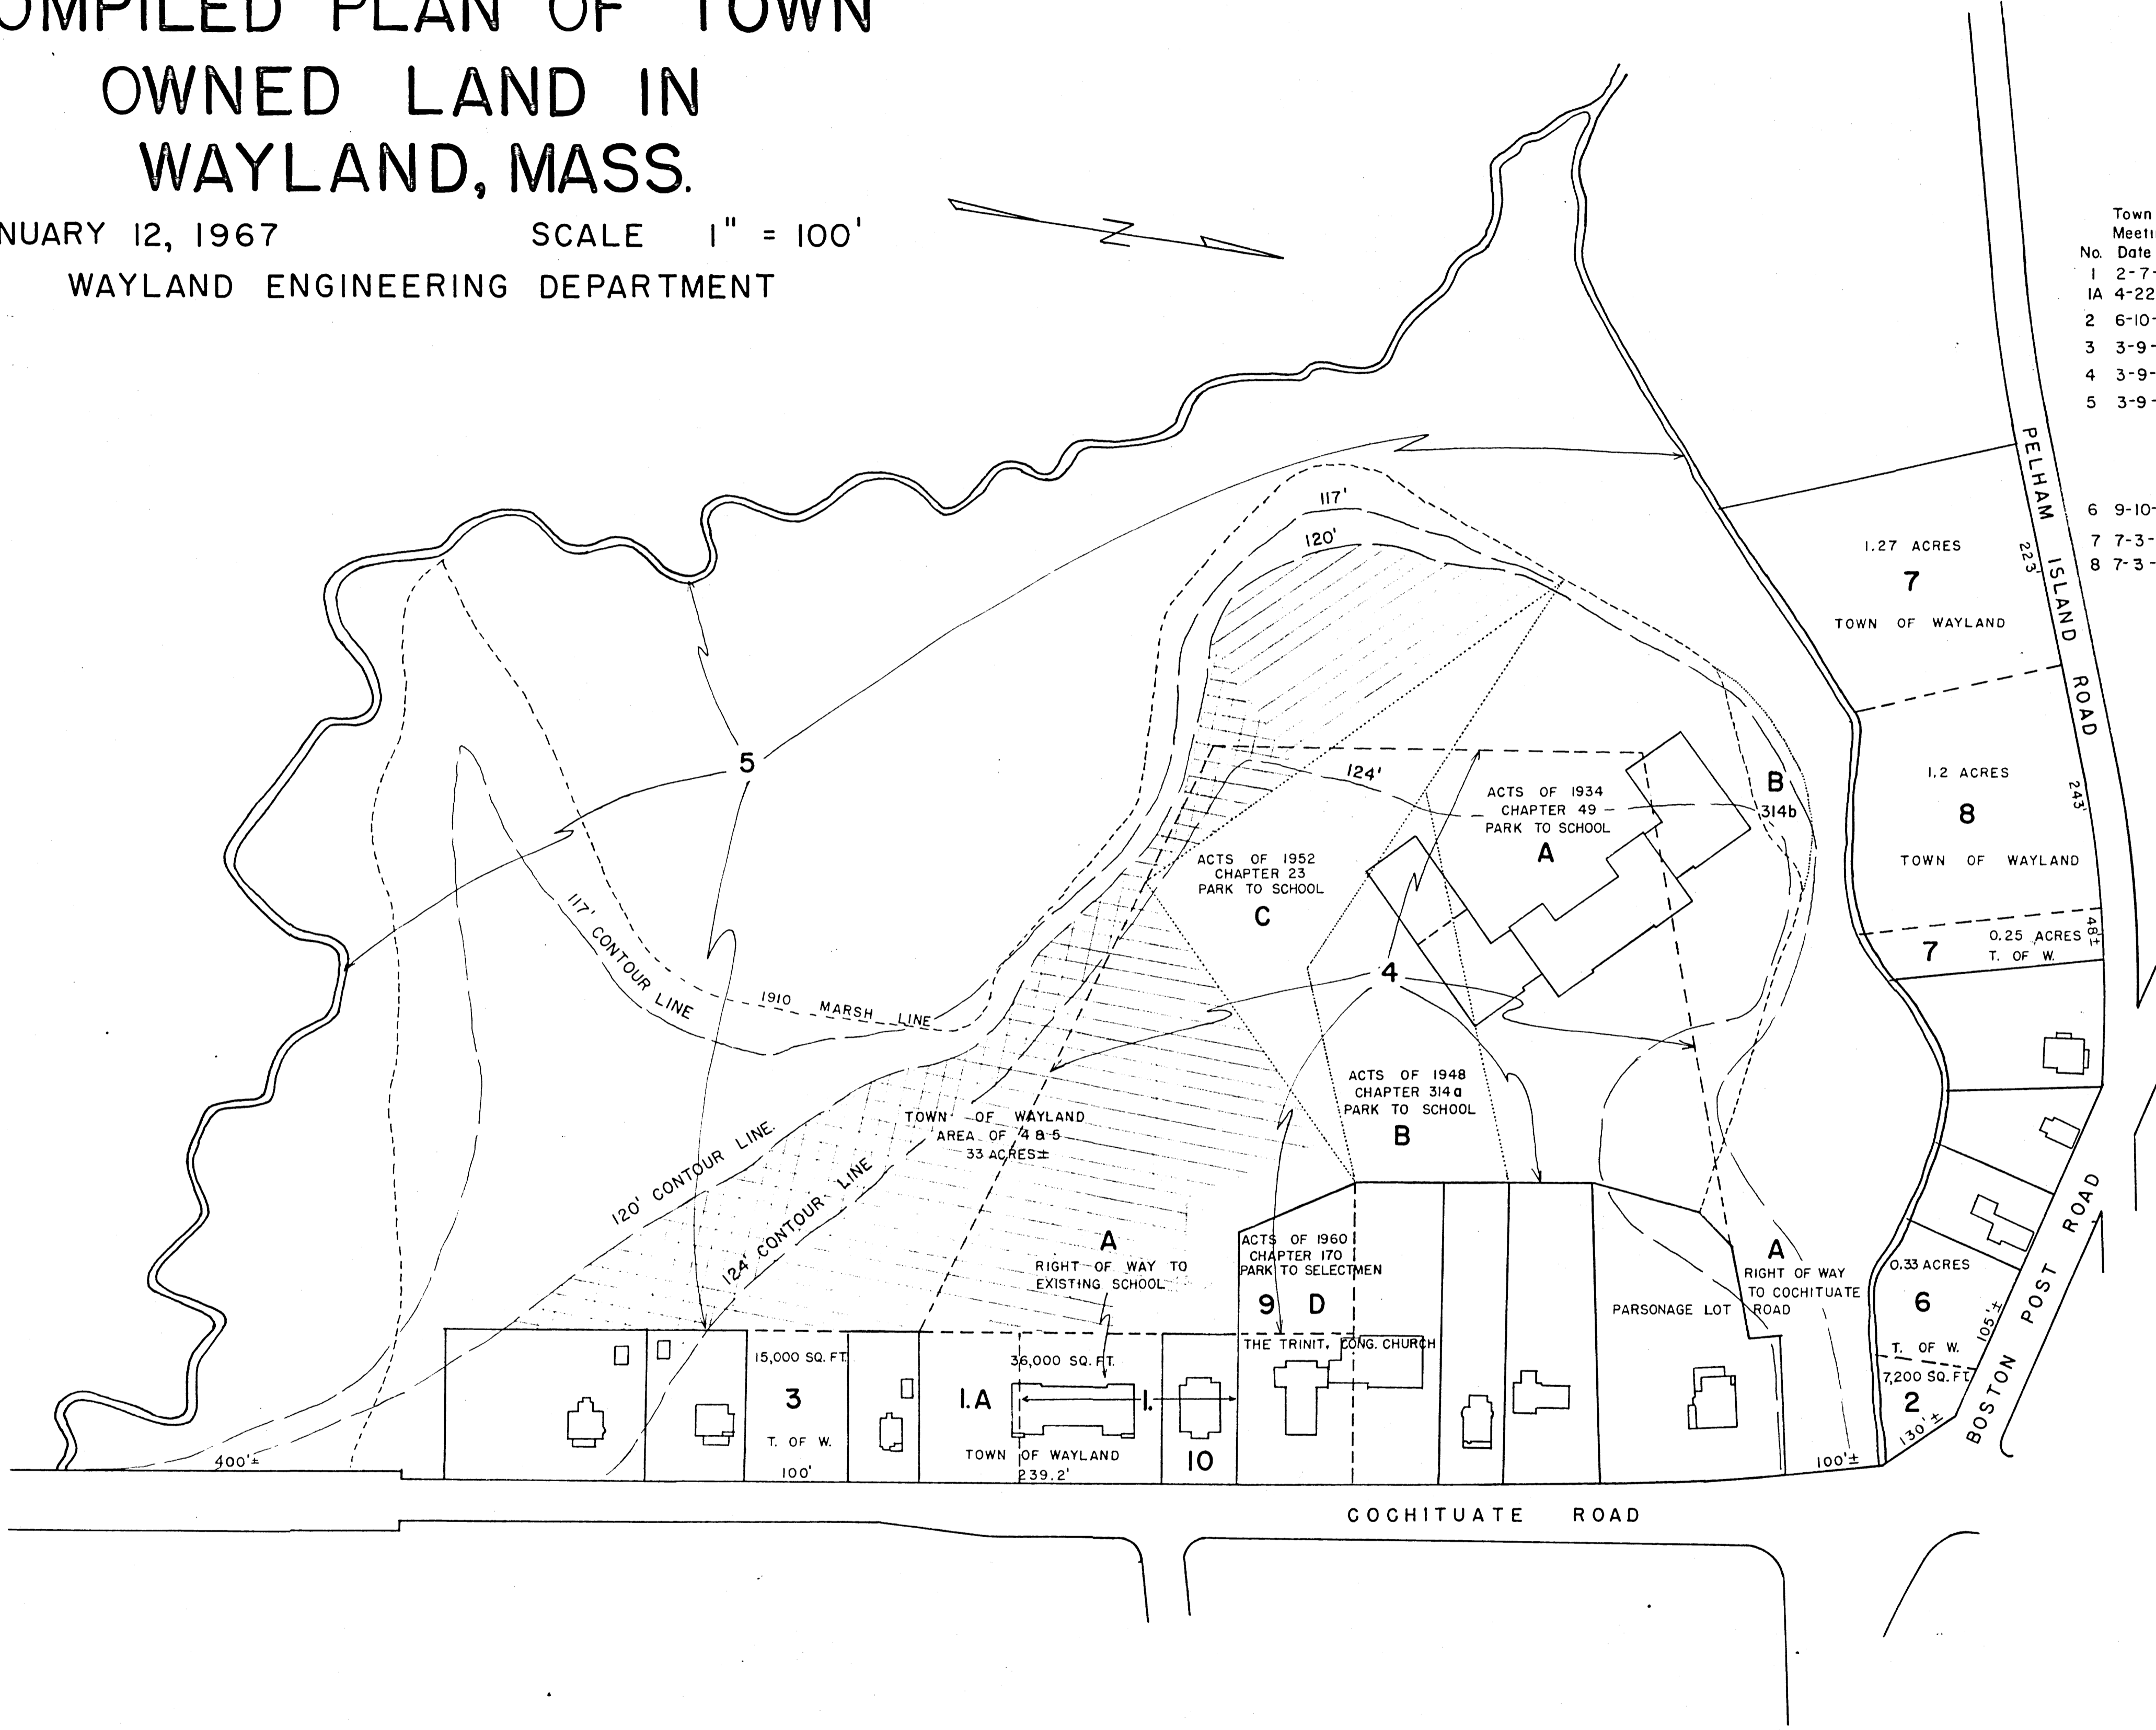 OMPILED PLAN OF TOWN
OWNED LAND IN
WAYLAND, MASS.
NUARY 12, 1967 SCALE 1" = 100'
WAYLAND ENGINEERING DEPARTMENT
N
Town
Meeti
No. Date
1 2-7-
1A 4-22
2 6-10-
3 3-9-
4 3-9-
5 3-9-
6 9-10-
7 7-3-
8 7-3-
PELHAM ISLAND ROAD
223'
243'
48'±
1.27 ACRES
7
TOWN OF WAYLAND
1.2 ACRES
8
TOWN OF WAYLAND
0.25 ACRES
7
T. OF W.
117'
120'
124'
5
ACTS OF 1934
CHAPTER 49
PARK TO SCHOOL
A
B
314b
ACTS OF 1952
CHAPTER 23
PARK TO SCHOOL
C
4
117' CONTOUR LINE
1910 MARSH LINE
ACTS OF 1948
CHAPTER 314a
PARK TO SCHOOL
B
TOWN OF WAYLAND
AREA OF 4&5
33 ACRES±
120' CONTOUR LINE.
124' CONTOUR LINE
A
RIGHT OF WAY TO
EXISTING SCHOOL
ACTS OF 1960
CHAPTER 170
PARK TO SELECTMEN
9 D
THE TRINIT. CONG. CHURCH
A
RIGHT OF WAY
TO COCHITUATE
ROAD
PARSONAGE LOT
0.33 ACRES
6
T. OF W.
105'±
7,200 SQ. FT.
2
130'±
BOSTON POST ROAD
15,000 SQ. FT.
3
T. OF W.
100'
36,000 SQ. FT.
1.A
1.
TOWN OF WAYLAND
239.2'
10
400'±
100'±
COCHITUATE ROAD